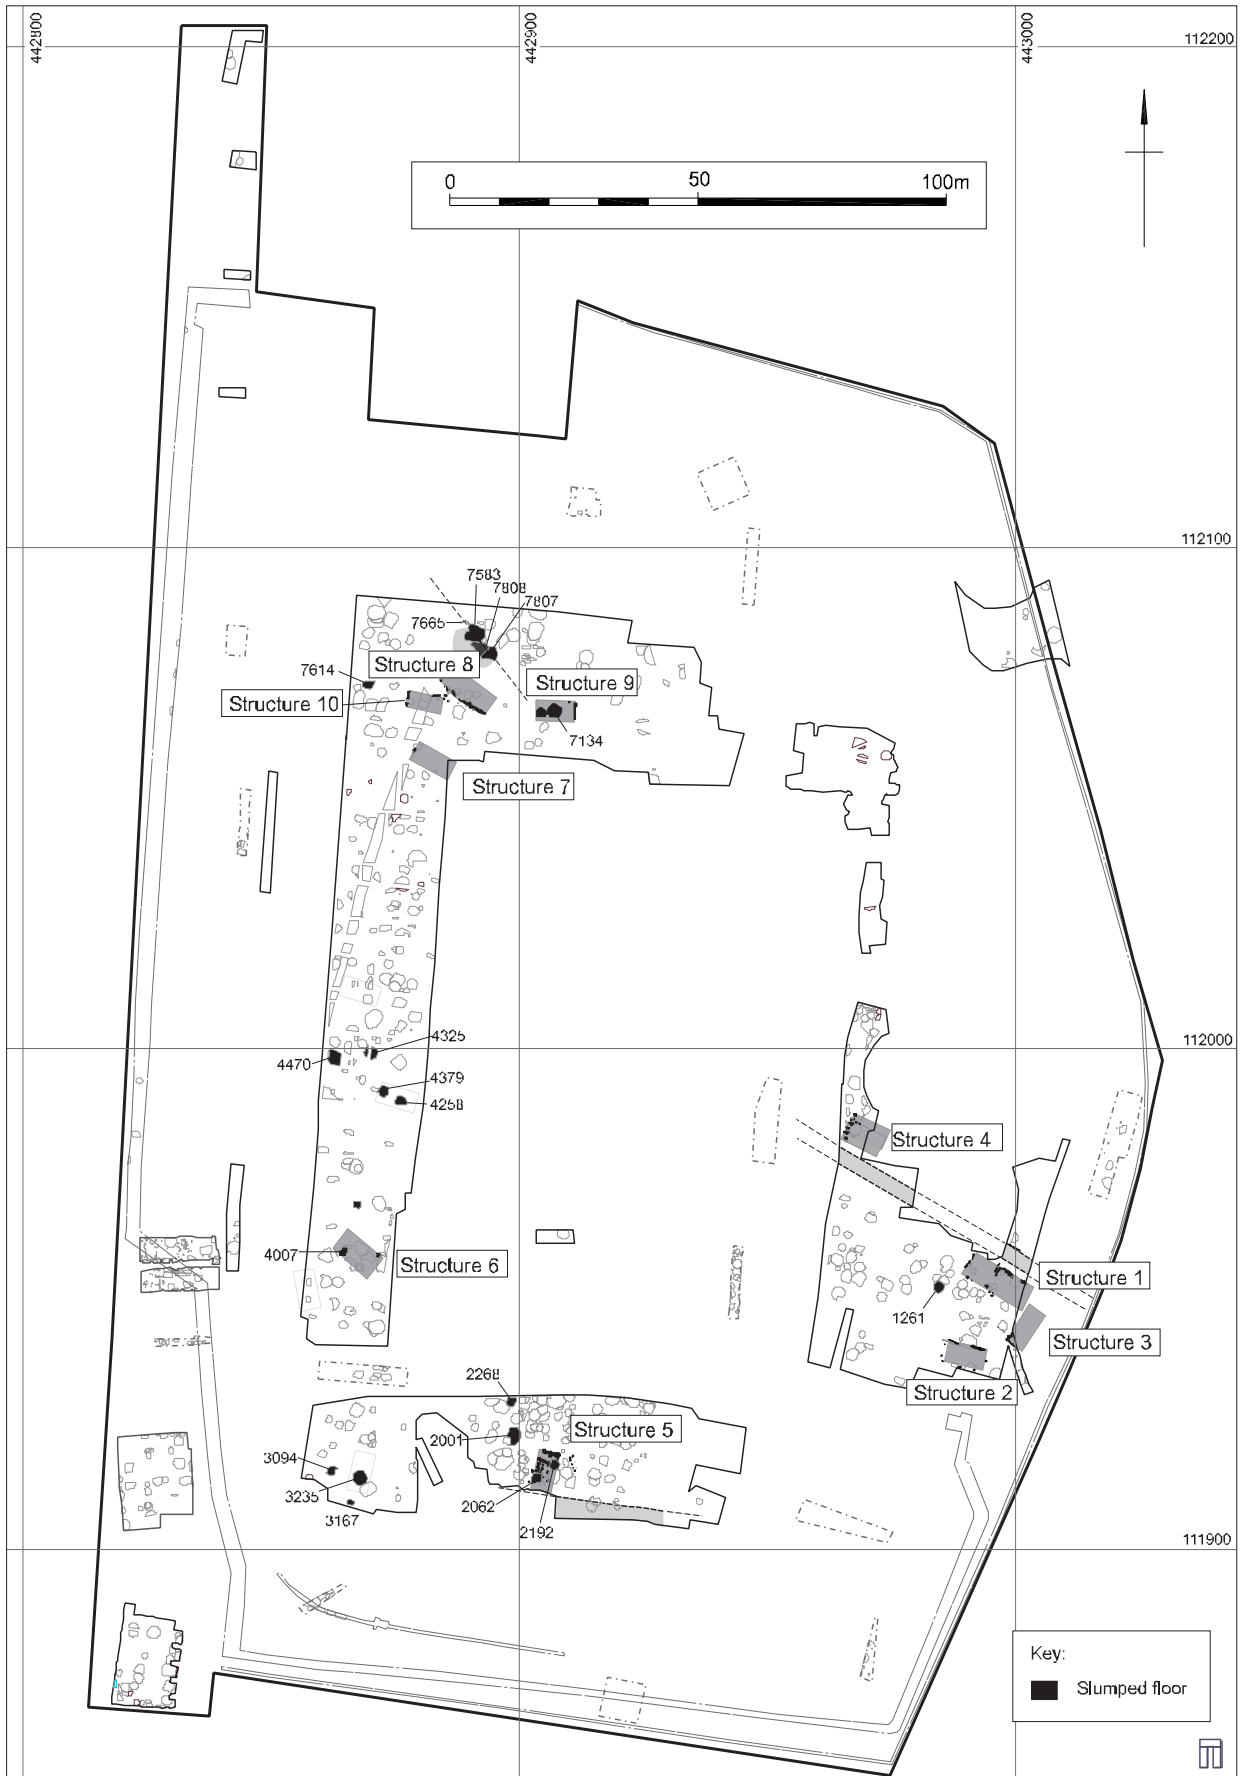 442800
442900
443000
112200
0 50 100m
112100
7583
7808
7807
7665
Structure 8
7614
Structure 9
Structure 10
7134
Structure 7
4325
112000
4470
4379
4258
Structure 4
4007
Structure 6
Structure 1
1261
Structure 3
2268
Structure 2
Structure 5
2001
3094
3235
2062
3167
2192
111900
Key:
Slumped floor